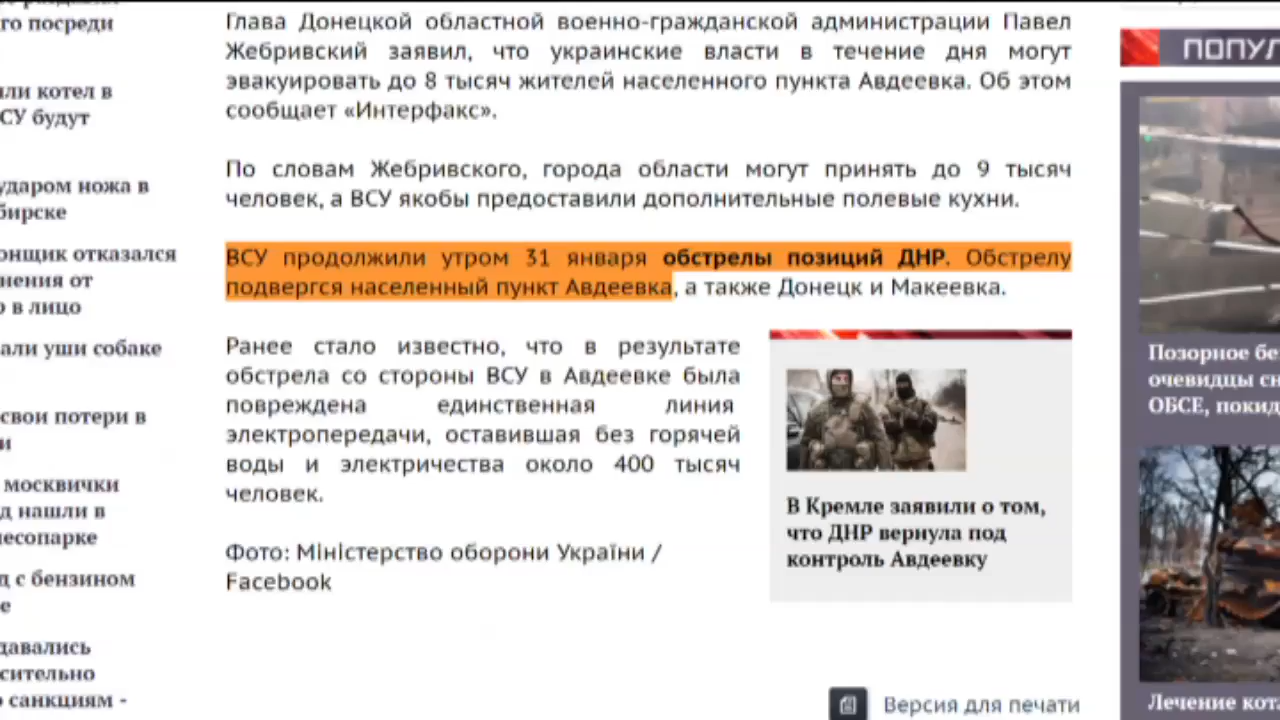 го посреди
или котел в
СУ будут
ударом ножа в
бирске
онщик отказался
нения от
р в лицо
али уши собаке
свои потери в
и
москвички
д нашли в
лесопарке
д с бензином
е
давались
сительно
о санкциям -
Глава Донецкой областной военно-гражданской администрации Павел
Жебривский заявил, что украинские власти в течение дня могут
эвакуировать до 8 тысяч жителей населенного пункта Авдеевка. Об этом
сообщает «Интерфакс».
По словам Жебривского, города области могут принять до 9 тысяч
человек, а ВСУ якобы предоставили дополнительные полевые кухни.
ВСУ продолжили утром 31 января обстрелы позиций ДНР. Обстрелу
подвергся населенный пункт Авдеевка, а также Донецк и Макеевка.
Ранее стало известно, что в результате
обстрела со стороны ВСУ в Авдеевке была
повреждена единственная линия
электропередачи, оставившая без горячей
воды и электричества около 400 тысяч
человек.
Фото: Міністерство оборони України /
Facebook
В Кремле заявили о том,
что ДНР вернула под
контроль Авдеевку
Версия для печати
ПОПУЛ
Позорное бе
очевидцы сн
ОБСЕ, покид
Лечение кот